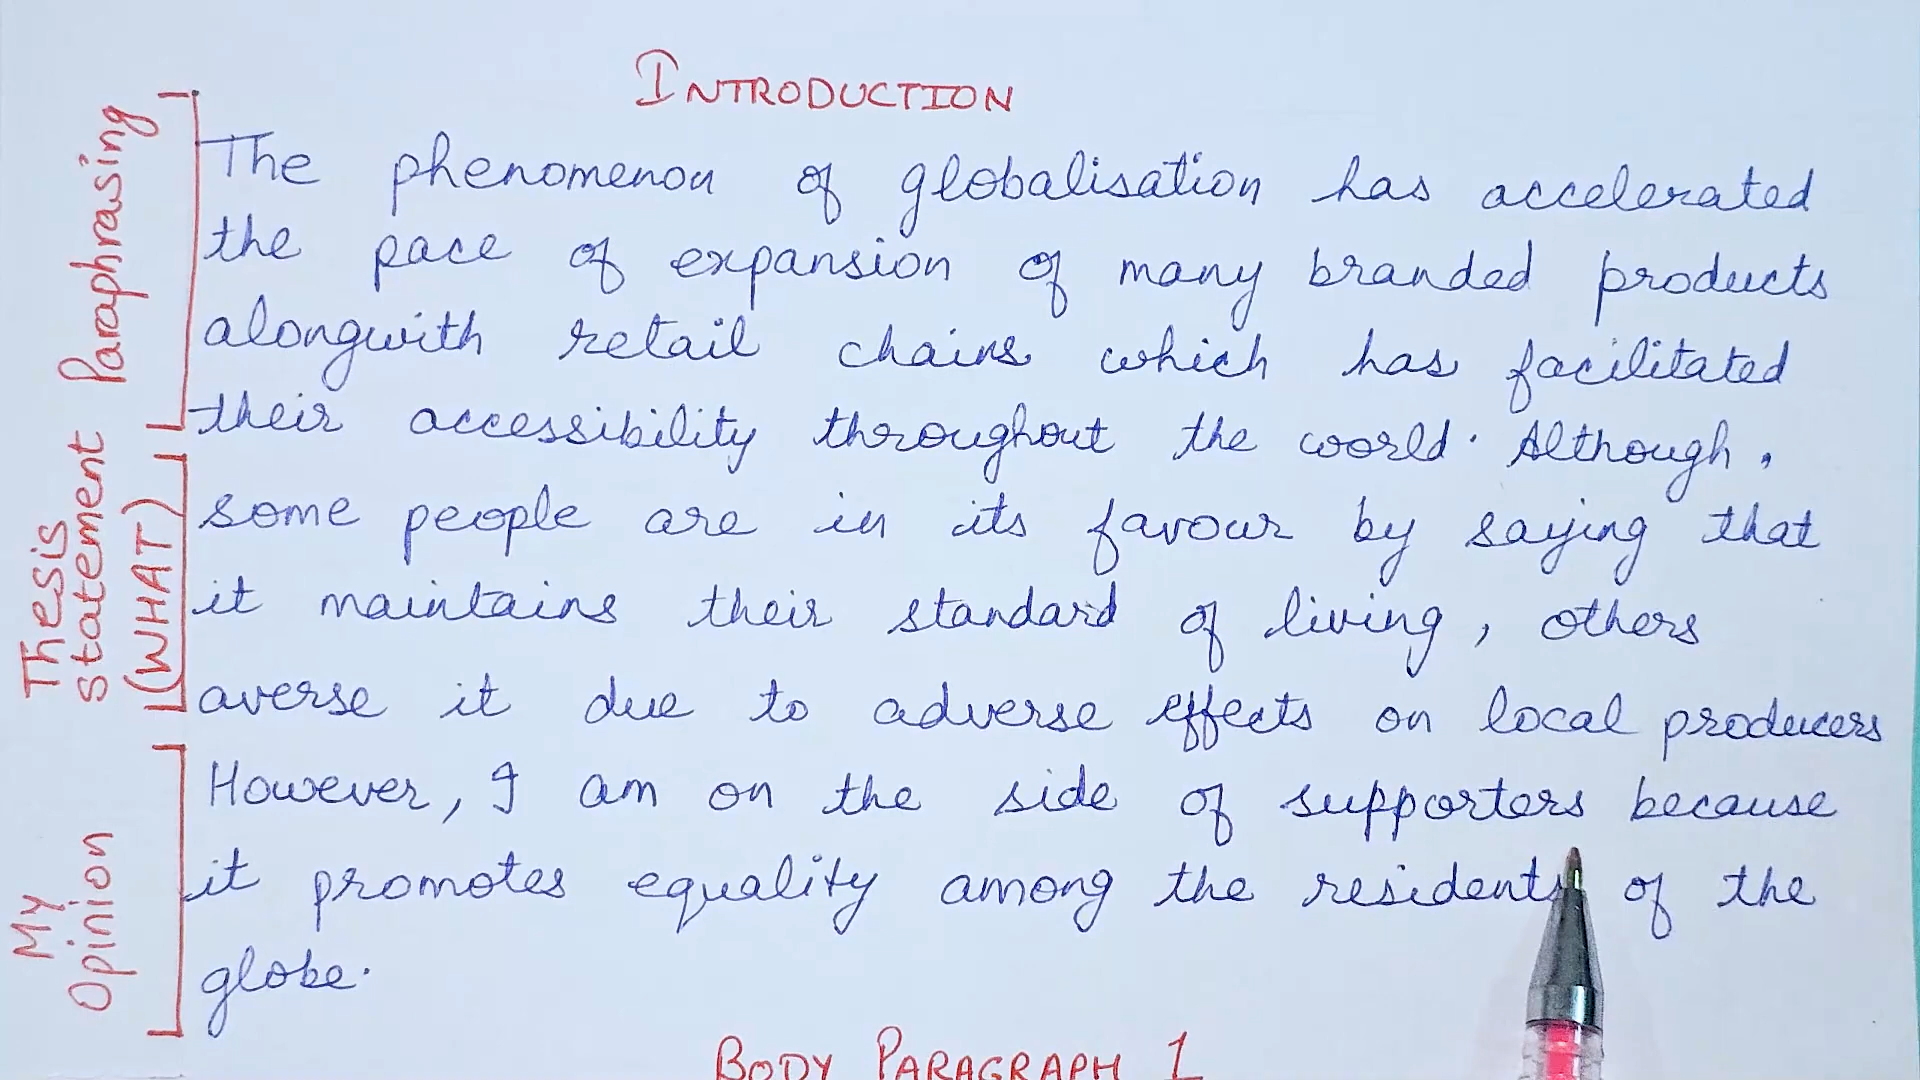 INTRODUCTION
Paraphrasing
The phenomenon of globalisation has accelerated
the pace of expansion of many branded products
alongwith retail chains which has facilitated
their accessibility throughout the world. Although,
Thesis
Statement
(WHAT)
some people are in its favour by saying that
it maintains their standard of living, others
averse it due to adverse effects on local producers
My
Opinion
However, I am on the side of supporters because
it promotes equality among the residents of the
globe.
BODY PARAGRAPH 1